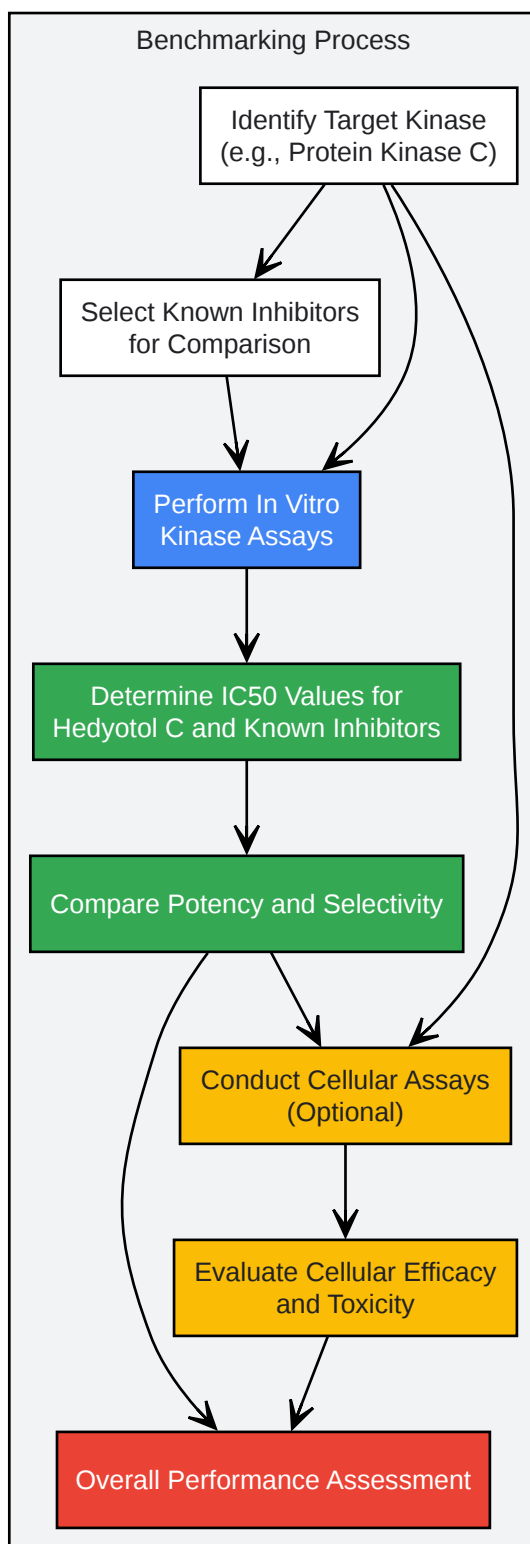 Benchmarking Process
Identify Target Kinase
(e.g., Protein Kinase C)
Select Known Inhibitors
for Comparison
Perform In Vitro
Kinase Assays
Determine IC50 Values for
Hedyotol C and Known Inhibitors
Compare Potency and Selectivity
Conduct Cellular Assays
(Optional)
Evaluate Cellular Efficacy
and Toxicity
Overall Performance Assessment